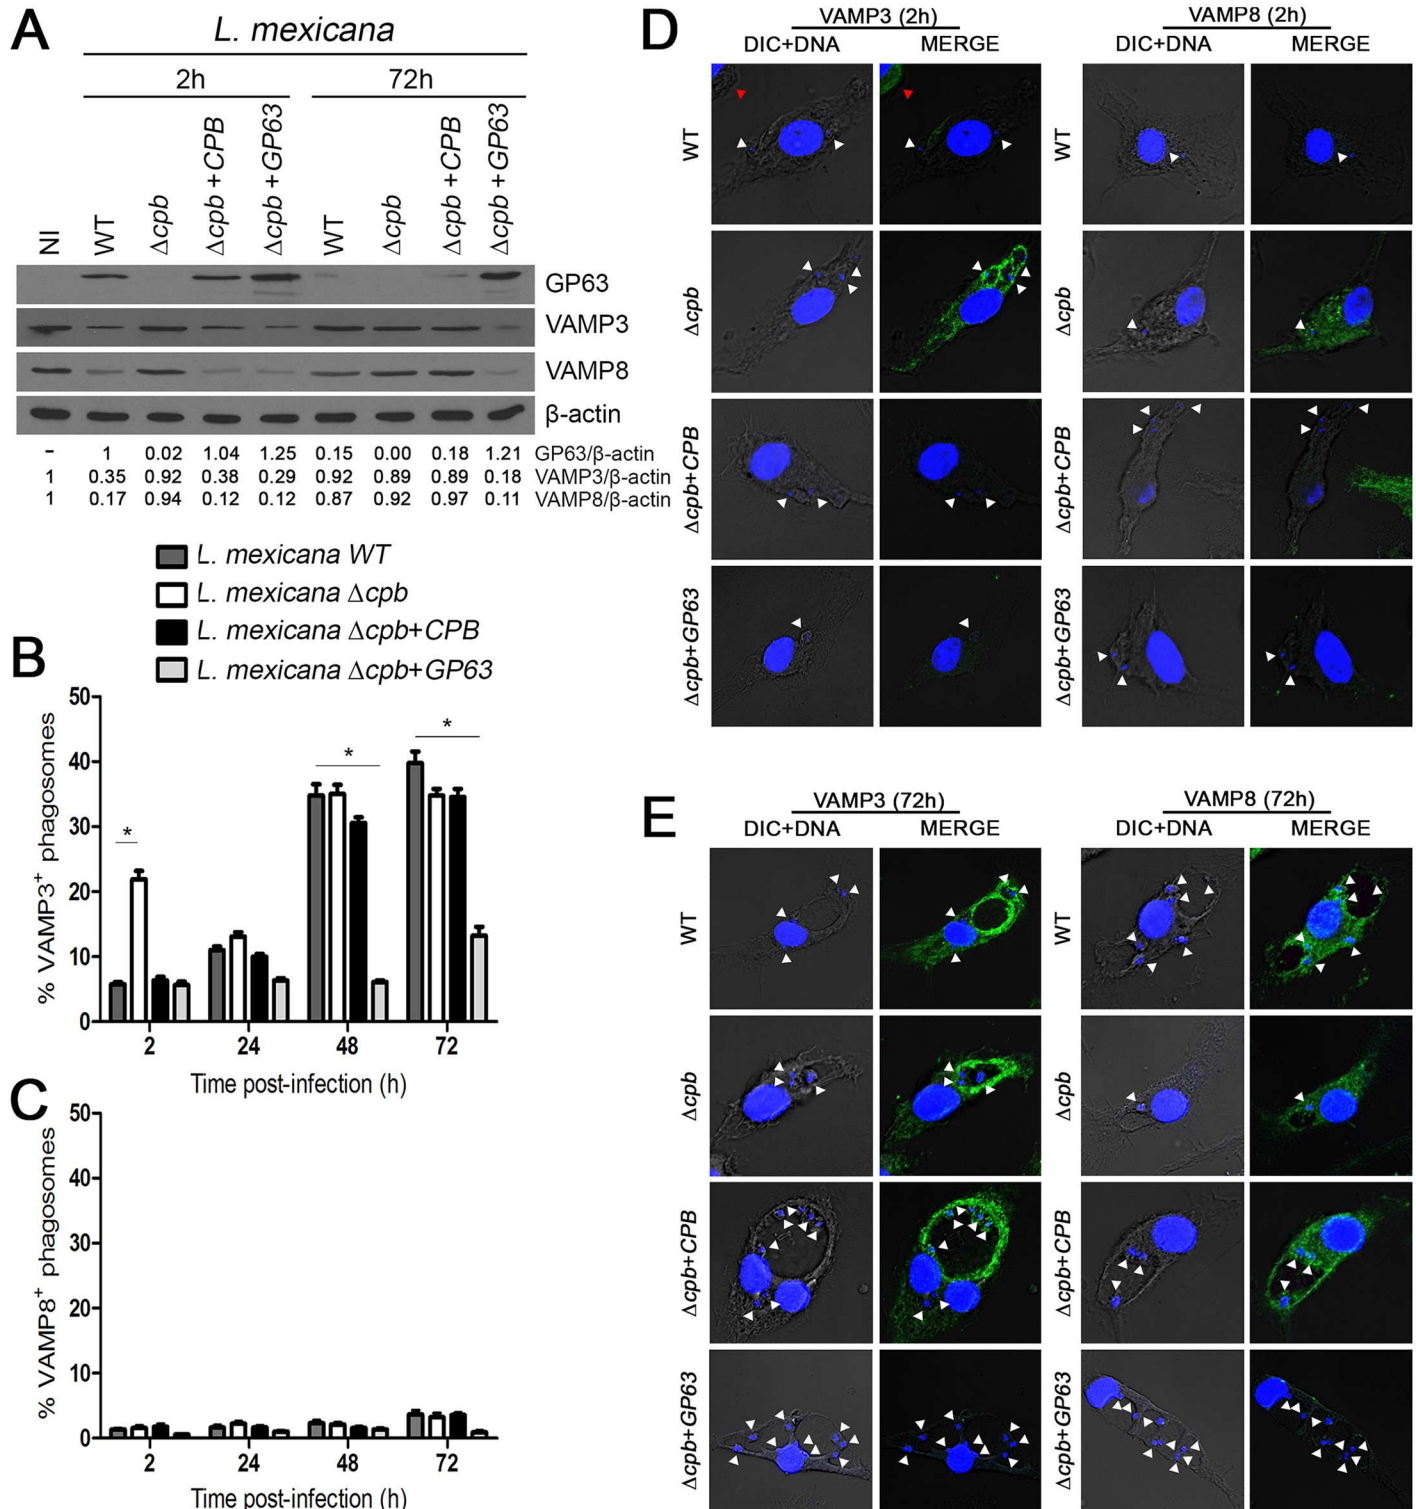 A
L. mexicana
2h 72h
NI WT Δcpb Δcpb+CPB Δcpb+GP63 WT Δcpb Δcpb+CPB Δcpb+GP63
GP63
VAMP3
VAMP8
β-actin
- 1 0.02 1.04 1.25 0.15 0.00 0.18 1.21 GP63/β-actin
1 0.35 0.92 0.38 0.29 0.92 0.89 0.89 0.18 VAMP3/β-actin
1 0.17 0.94 0.12 0.12 0.87 0.92 0.97 0.11 VAMP8/β-actin
L. mexicana WT
L. mexicana Δcpb
L. mexicana Δcpb+CPB
L. mexicana Δcpb+GP63
B
% VAMP3+ phagosomes
50
40
30
20
10
0
* * *
2 24 48 72
Time post-infection (h)
C
% VAMP8+ phagosomes
50
40
30
20
10
0
2 24 48 72
Time post-infection (h)
D
VAMP3 (2h) VAMP8 (2h)
DIC+DNA MERGE DIC+DNA MERGE
WT WT
Δcpb Δcpb
Δcpb+CPB Δcpb+CPB
Δcpb+GP63 Δcpb+GP63
E
VAMP3 (72h) VAMP8 (72h)
DIC+DNA MERGE DIC+DNA MERGE
WT WT
Δcpb Δcpb
Δcpb+CPB Δcpb+CPB
Δcpb+GP63 Δcpb+GP63